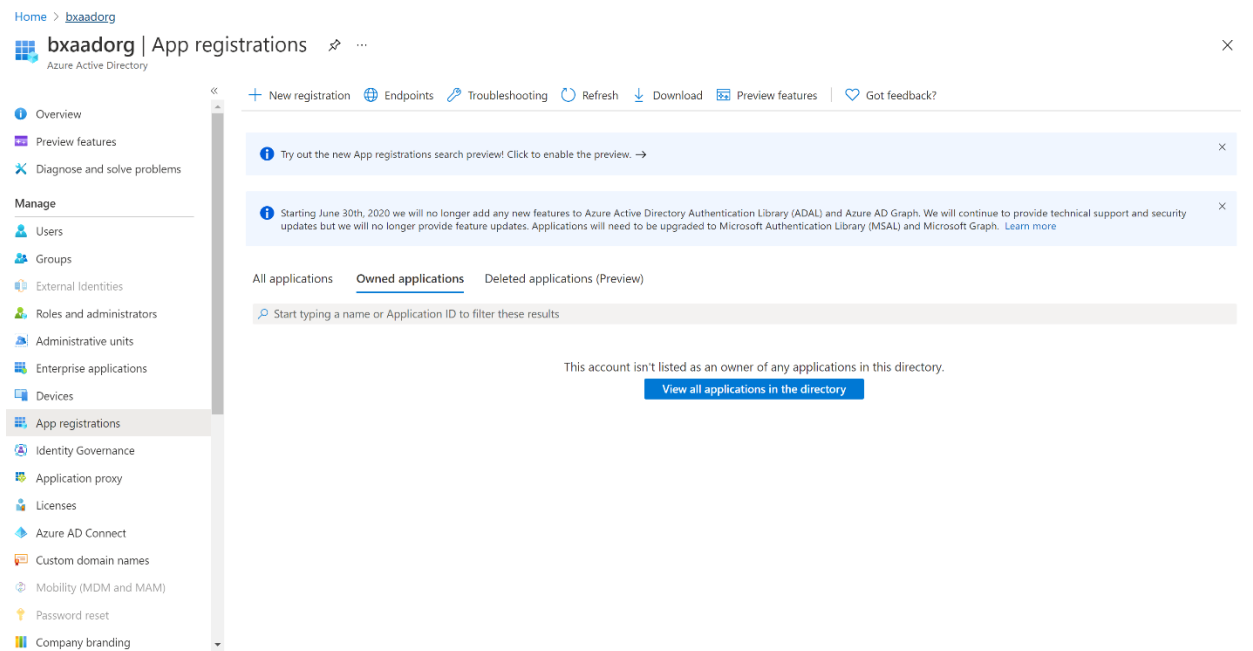 Home > bxaadorg
bxaadorg | App registrations ...
Azure Active Directory
«
Overview
Preview features
Diagnose and solve problems
Manage
Users
Groups
External Identities
Roles and administrators
Administrative units
Enterprise applications
Devices
App registrations
Identity Governance
Application proxy
Licenses
Azure AD Connect
Custom domain names
Mobility (MDM and MAM)
Password reset
Company branding
New registration Endpoints Troubleshooting Refresh Download Preview features Got feedback?
Try out the new App registrations search preview! Click to enable the preview. →
Starting June 30th, 2020 we will no longer add any new features to Azure Active Directory Authentication Library (ADAL) and Azure AD Graph. We will continue to provide technical support and security
updates but we will no longer provide feature updates. Applications will need to be upgraded to Microsoft Authentication Library (MSAL) and Microsoft Graph. Learn more
All applications Owned applications Deleted applications (Preview)
Start typing a name or Application ID to filter these results
This account isn't listed as an owner of any applications in this directory.
View all applications in the directory